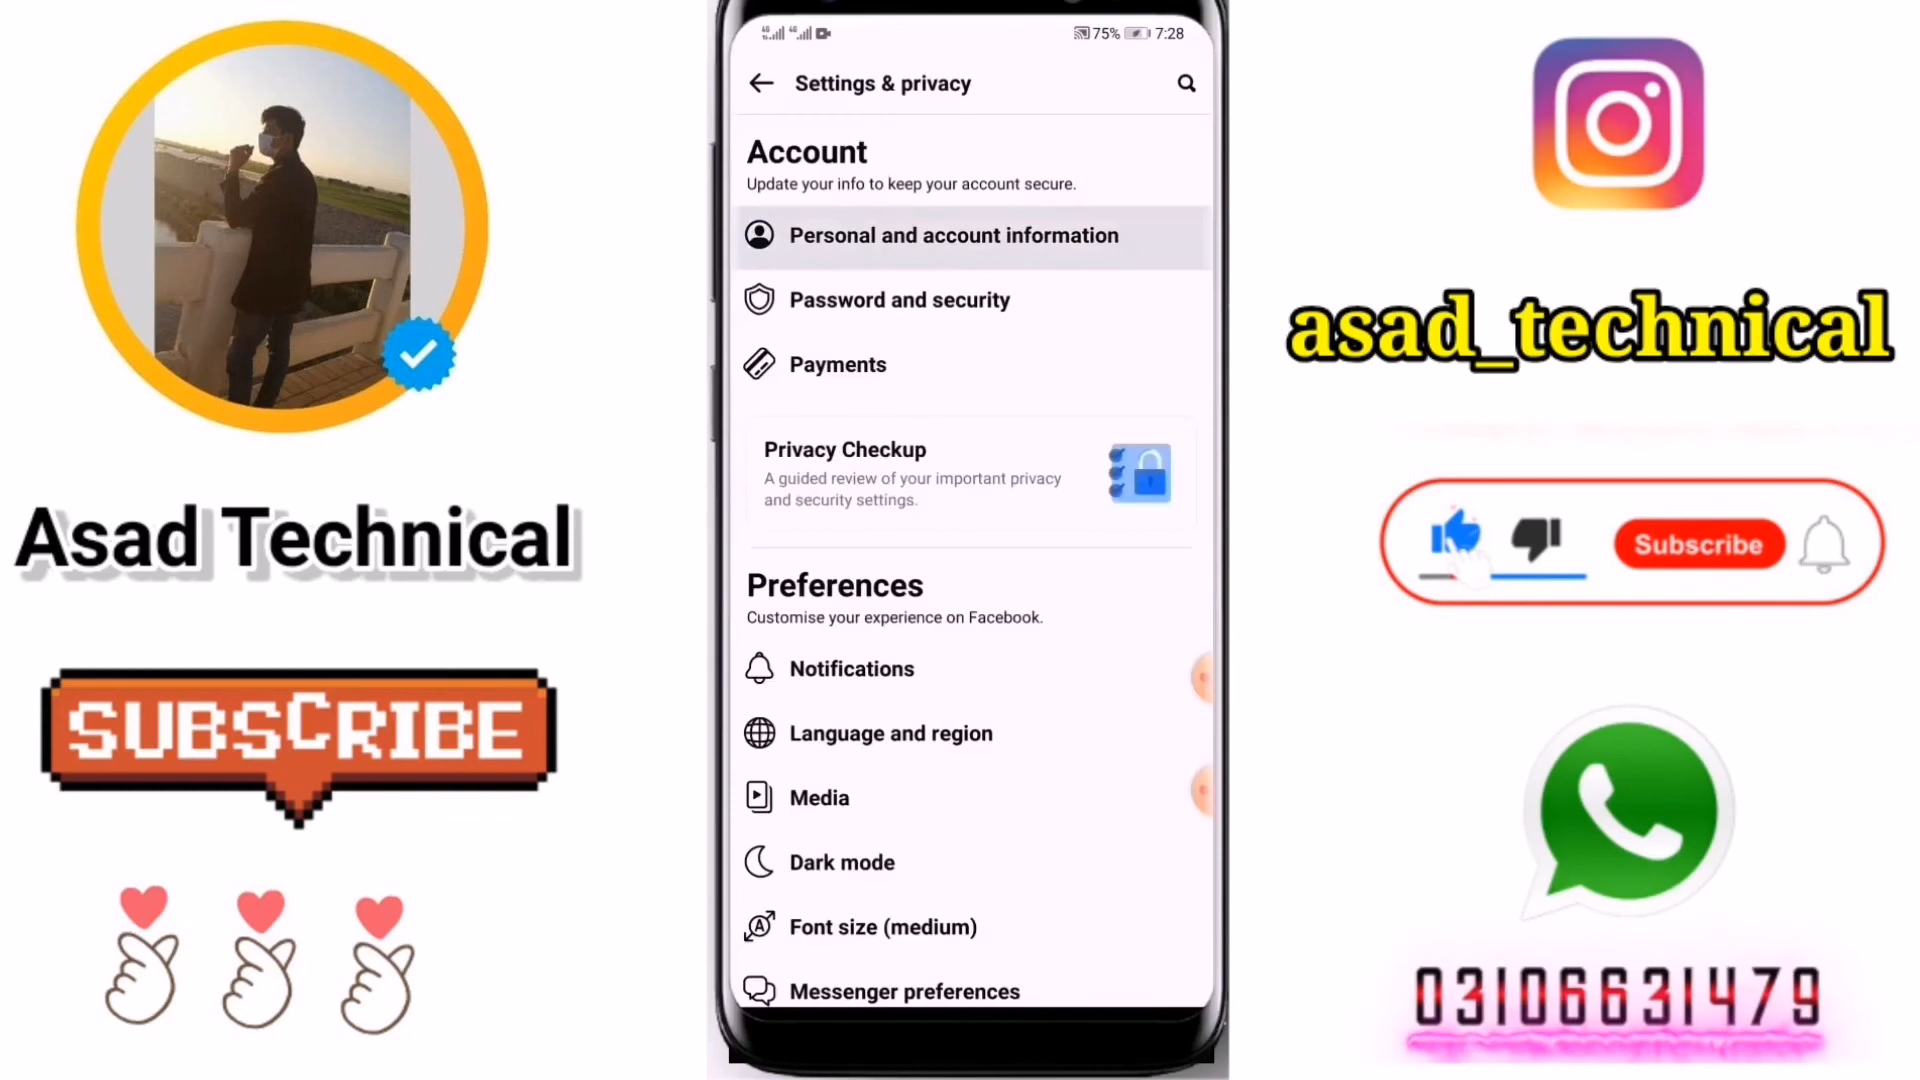 Asad Technical
SUBSCRIBE
4G 4G 75% 7:28
Settings & privacy
Account
Update your info to keep your account secure.
Personal and account information
Password and security
Payments
Privacy Checkup
A guided review of your important privacy
and security settings.
Preferences
Customise your experience on Facebook.
Notifications
Language and region
Media
Dark mode
Font size (medium)
Messenger preferences
asad_technical
Subscribe
03106631479